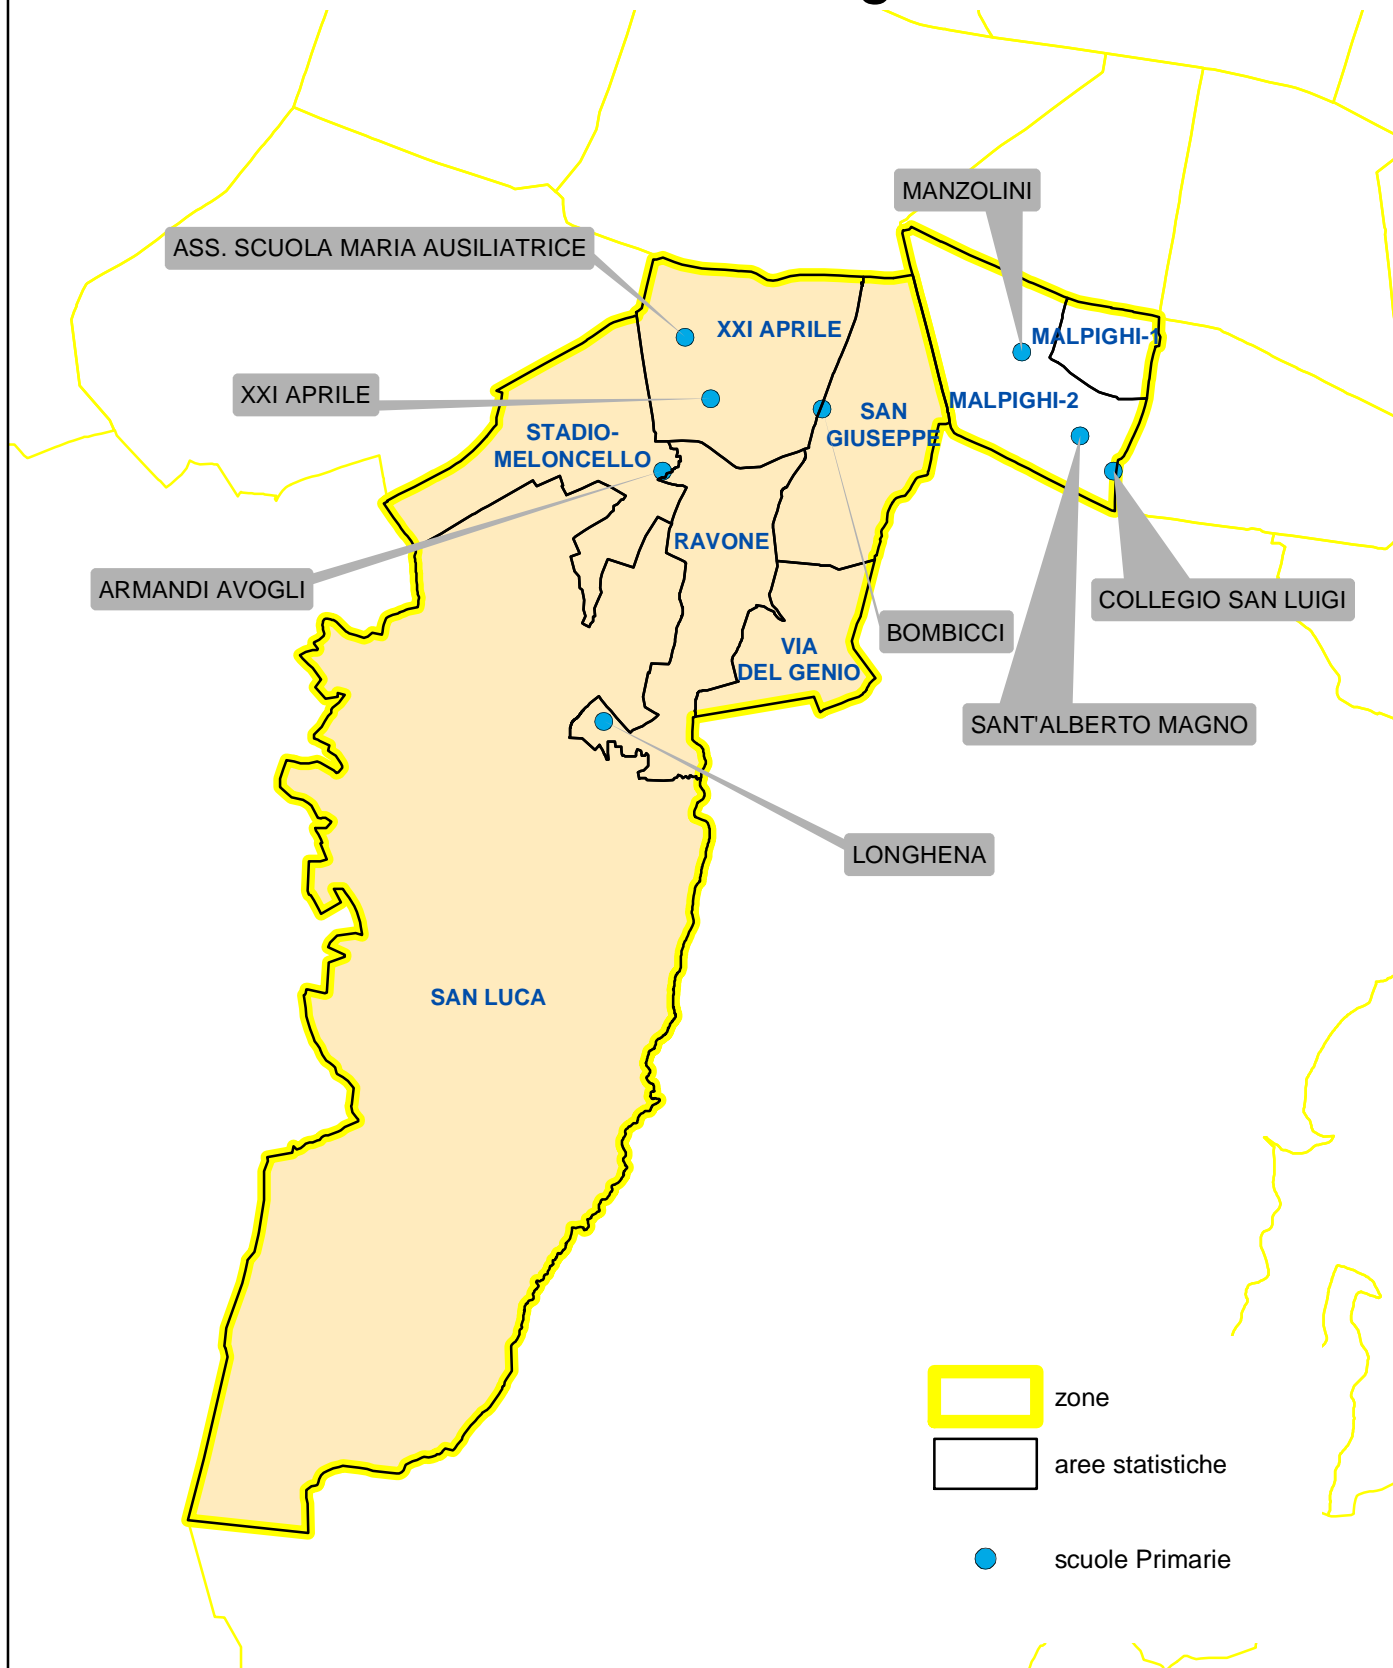 MANZOLINI
ASS. SCUOLA MARIA AUSILIATRICE
XXI APRILE
MALPIGHI-1
XXI APRILE
MALPIGHI-2
SAN
GIUSEPPE
STADIO-
MELONCELLO
RAVONE
ARMANDI AVOGLI
COLLEGIO SAN LUIGI
BOMBICCI
VIA
DEL GENIO
SANT'ALBERTO MAGNO
LONGHENA
SAN LUCA
zone
aree statistiche
scuole Primarie